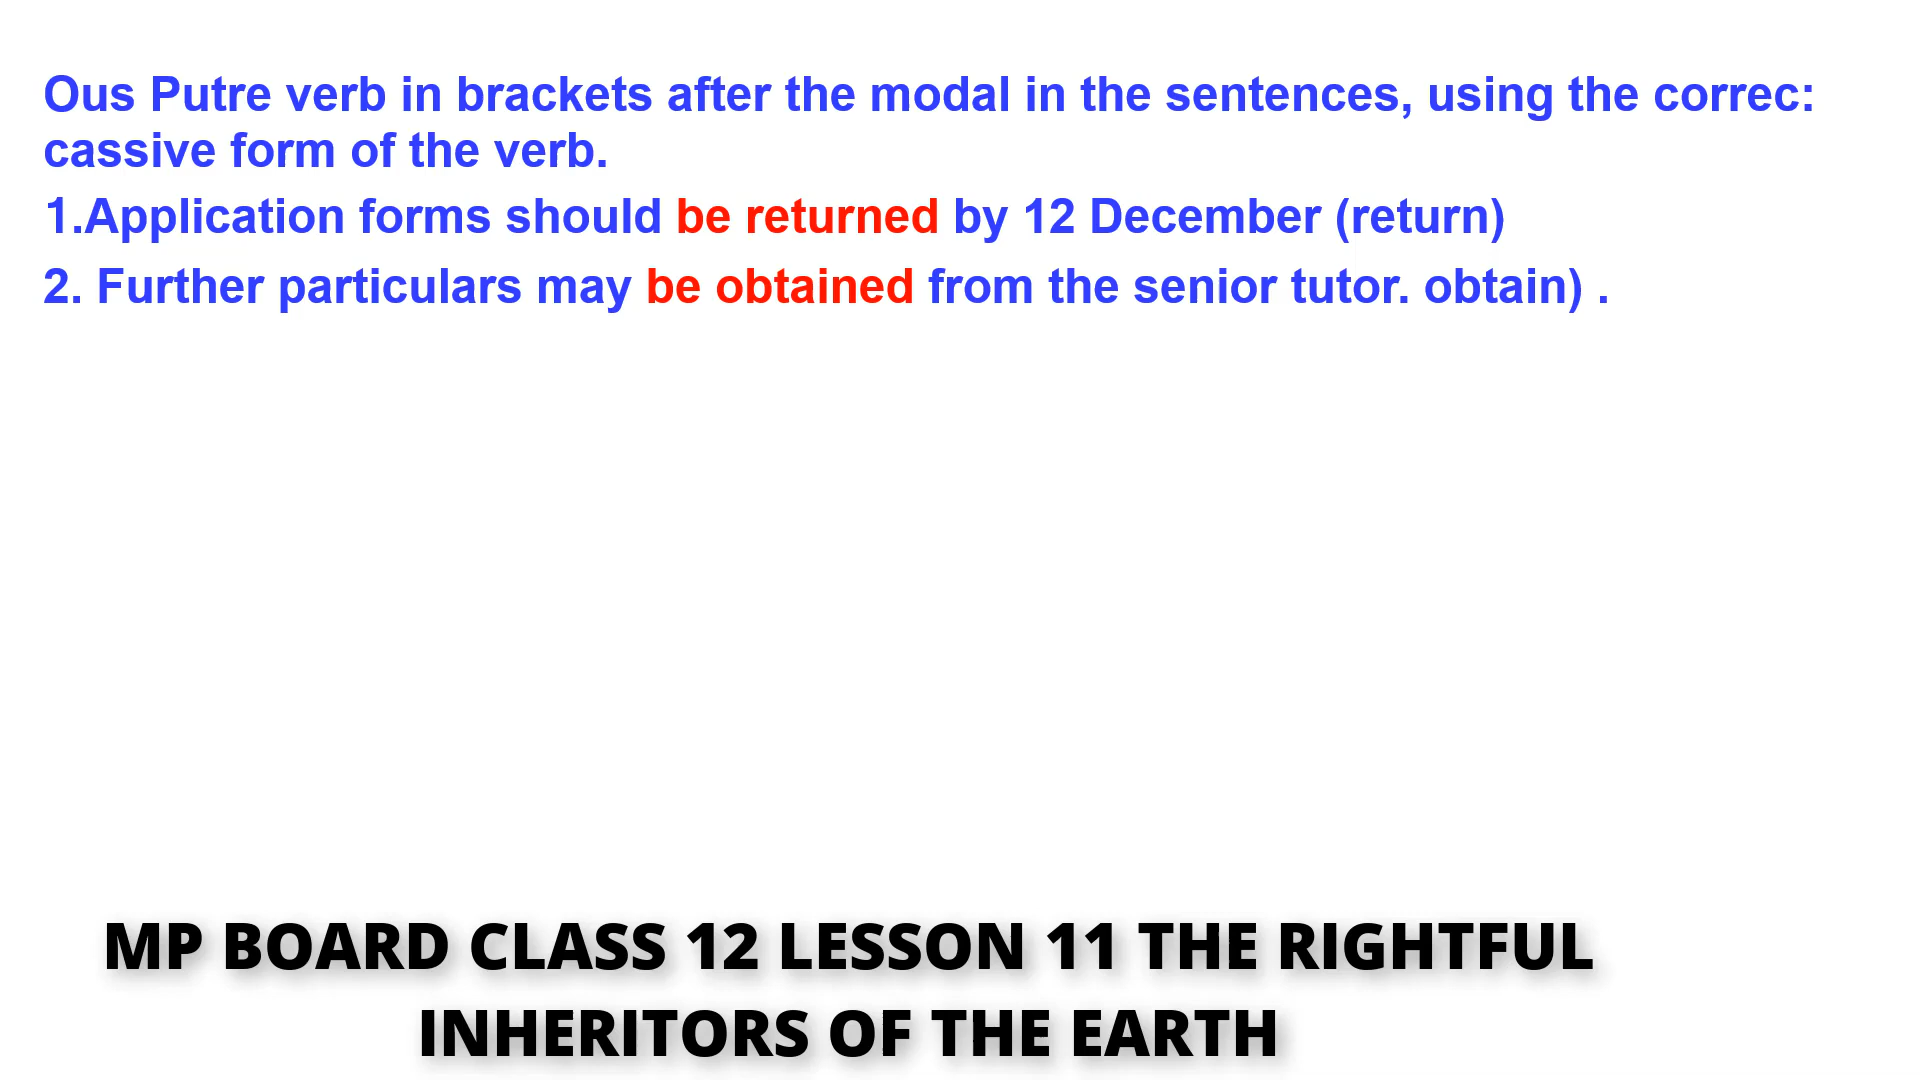 Ous Putre verb in brackets after the modal in the sentences, using the correc:
cassive form of the verb.
1.Application forms should be returned by 12 December (return)
2. Further particulars may be obtained from the senior tutor. obtain) .
MP BOARD CLASS 12 LESSON 11 THE RIGHTFUL
INHERITORS OF THE EARTH